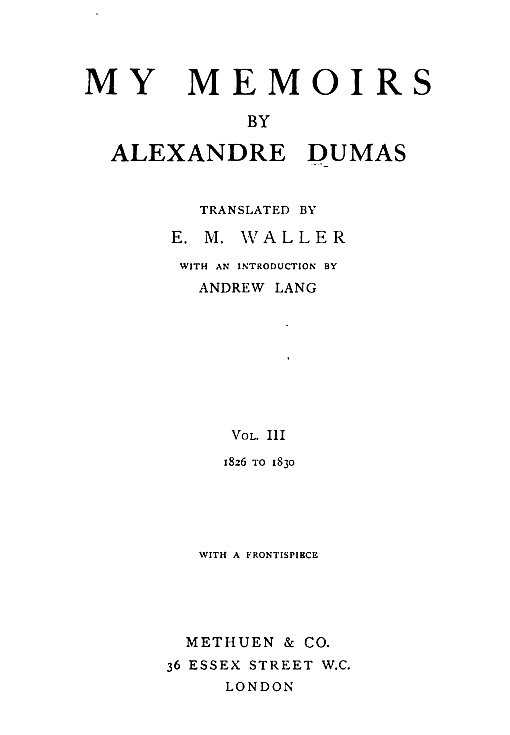 MY MEMOIRS
BY
ALEXANDRE DUMAS
TRANSLATED BY
E. M. WALLER
WITH AN INTRODUCTION BY
ANDREW LANG
VOL. III
1826 TO 1830
WITH A FRONTISPIECE
METHUEN & CO.
36 ESSEX STREET W.C.
LONDON